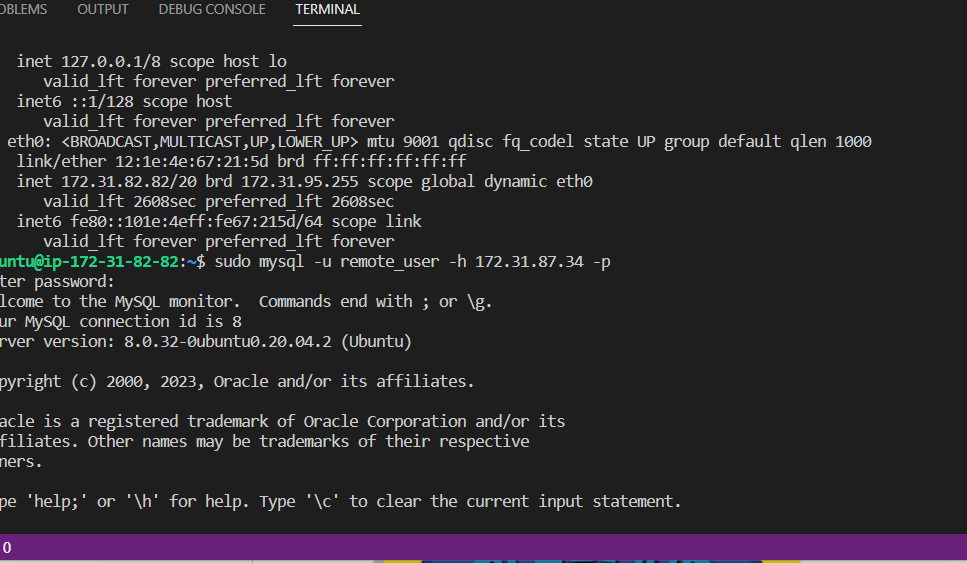 OBLEMS OUTPUT DEBUG CONSOLE TERMINAL
inet 127.0.0.1/8 scope host lo
valid_lft forever preferred_lft forever
inet6 ::1/128 scope host
valid_lft forever preferred_lft forever
eth0: <BROADCAST,MULTICAST,UP,LOWER_UP> mtu 9001 qdisc fq_codel state UP group default qlen 1000
link/ether 12:1e:4e:67:21:5d brd ff:ff:ff:ff:ff:ff
inet 172.31.82.82/20 brd 172.31.95.255 scope global dynamic eth0
valid_lft 2608sec preferred_lft 2608sec
inet6 fe80::101e:4eff:fe67:215d/64 scope link
valid_lft forever preferred_lft forever
untu@ip-172-31-82-82:~$ sudo mysql -u remote_user -h 172.31.87.34 -p
ter password:
lcome to the MySQL monitor.  Commands end with ; or \g.
ur MySQL connection id is 8
rver version: 8.0.32-0ubuntu0.20.04.2 (Ubuntu)
pyright (c) 2000, 2023, Oracle and/or its affiliates.
acle is a registered trademark of Oracle Corporation and/or its
filiates. Other names may be trademarks of their respective
ners.
pe 'help;' or '\h' for help. Type '\c' to clear the current input statement.
0